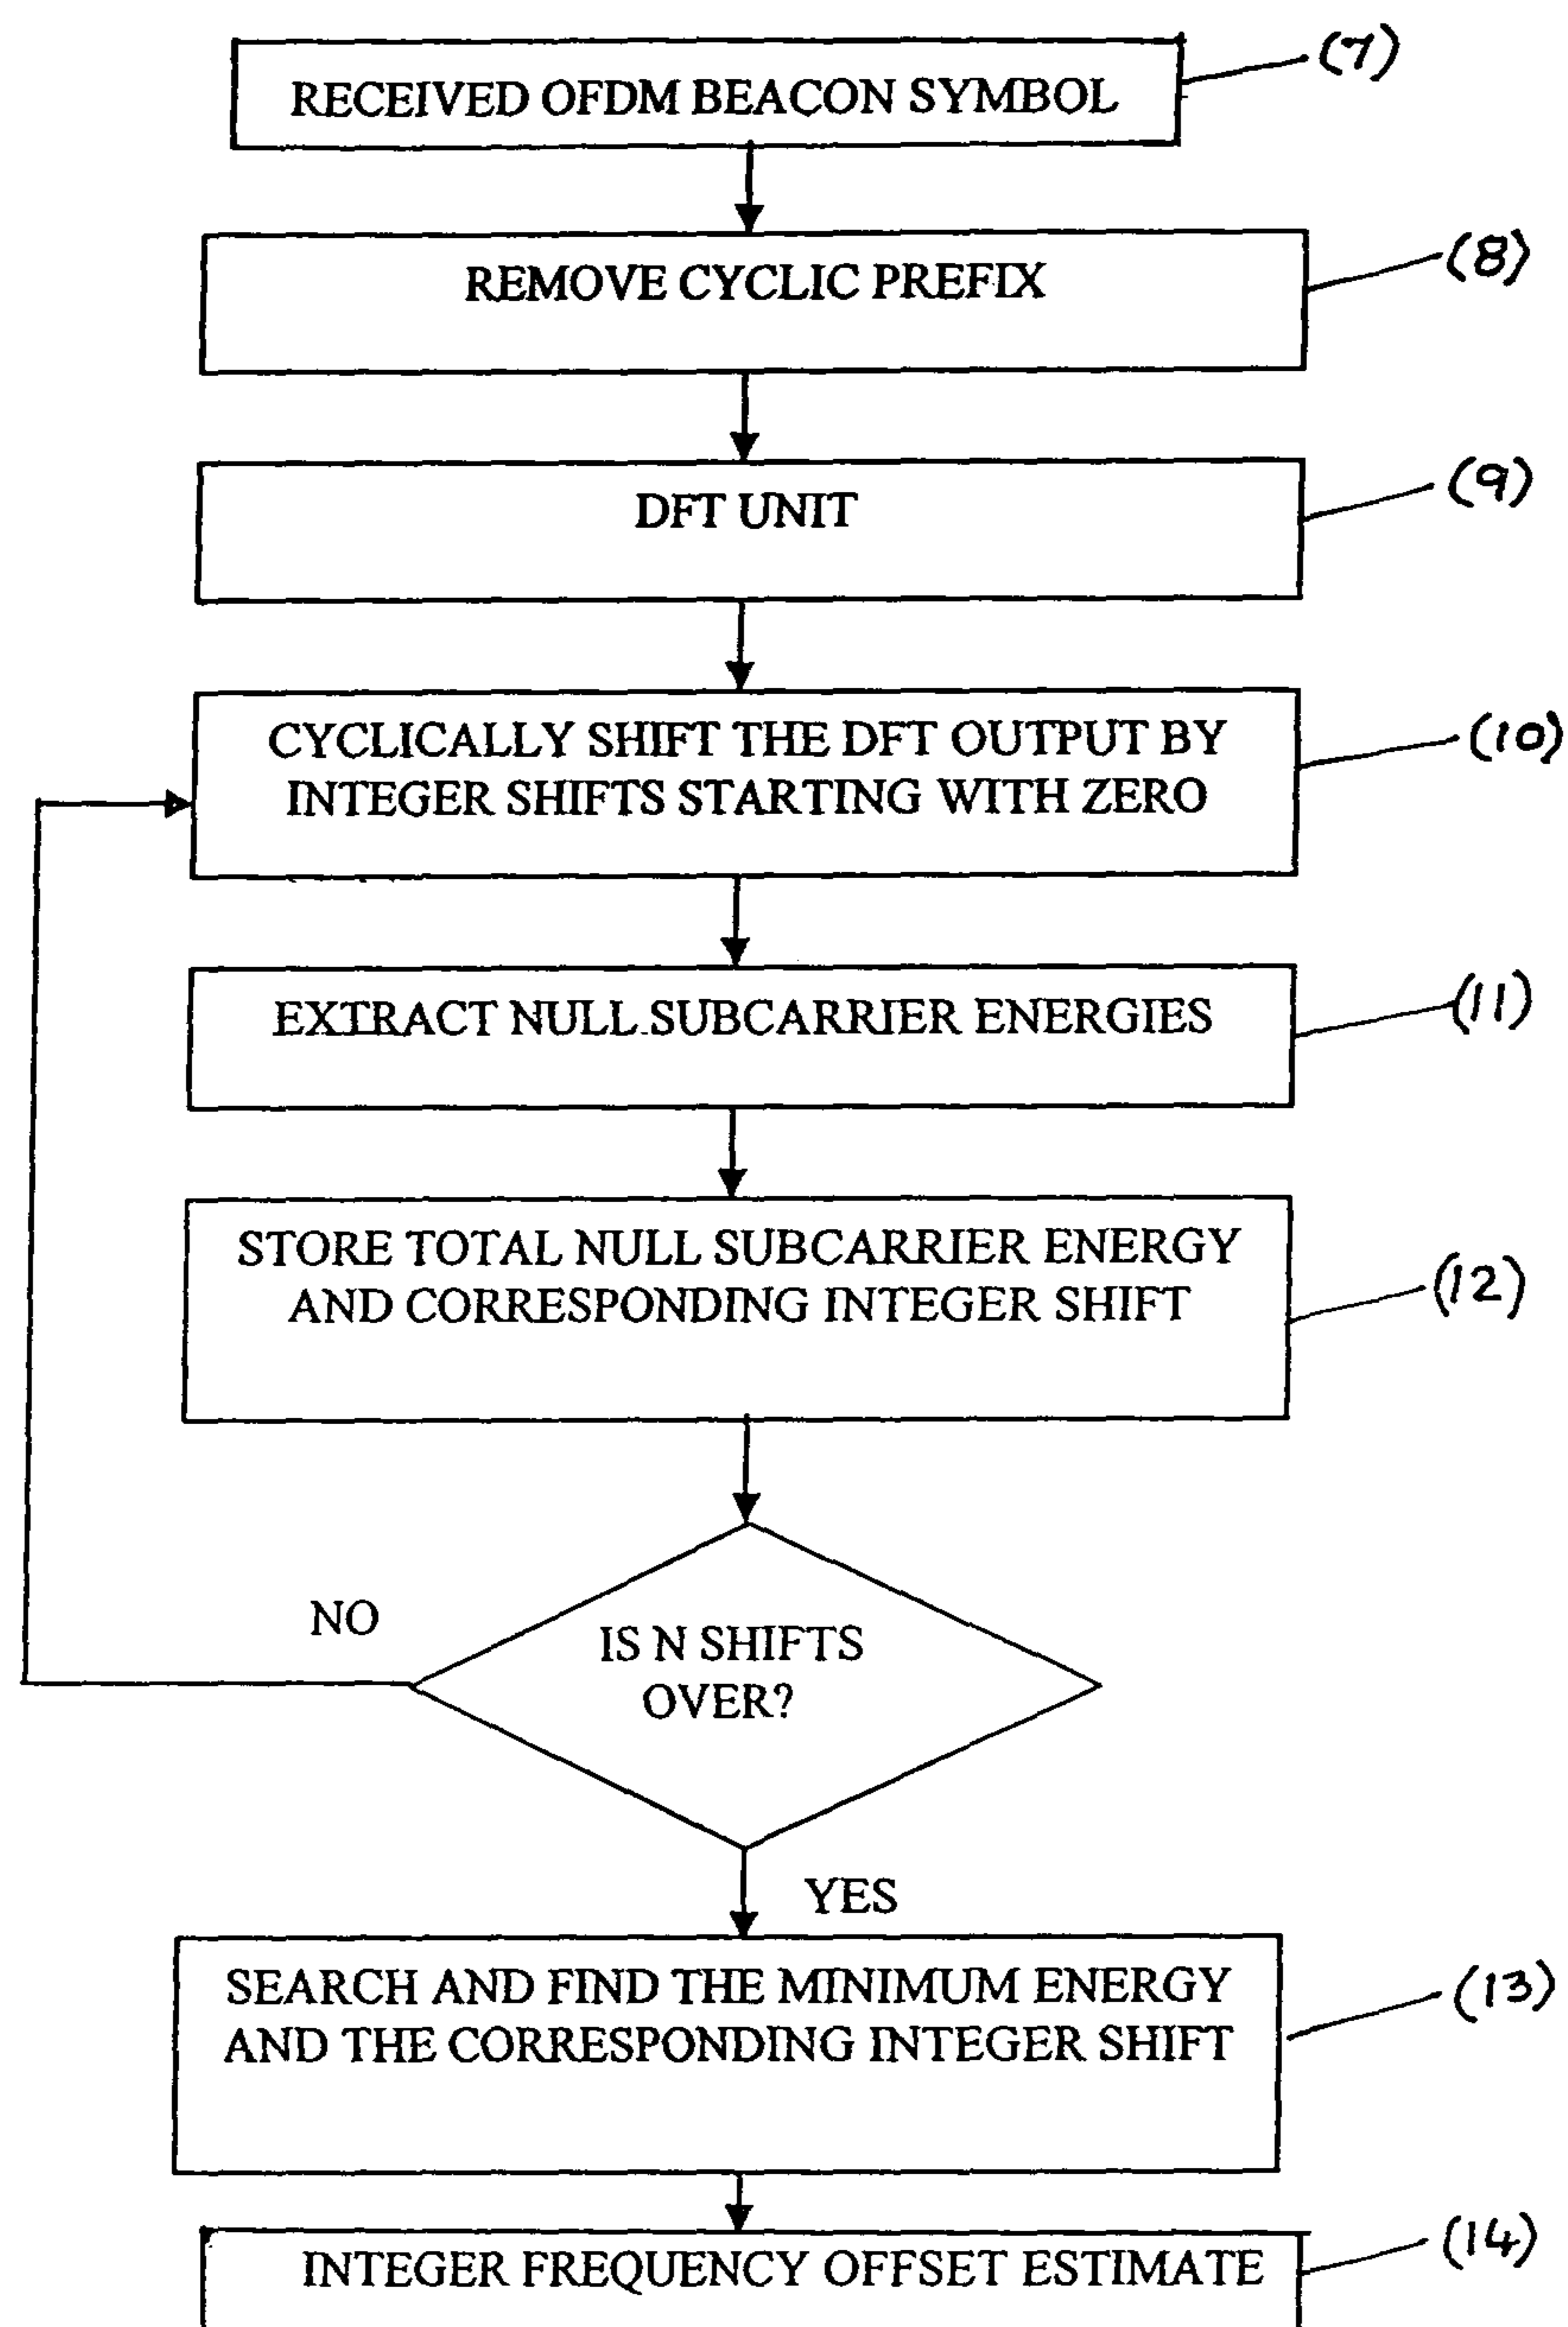 RECEIVED OFDM BEACON SYMBOL
(7)
REMOVE CYCLIC PREFIX
(8)
DFT UNIT
(9)
CYCLICALLY SHIFT THE DFT OUTPUT BY
INTEGER SHIFTS STARTING WITH ZERO
(10)
EXTRACT NULL SUBCARRIER ENERGIES
(11)
STORE TOTAL NULL SUBCARRIER ENERGY
AND CORRESPONDING INTEGER SHIFT
(12)
NO
IS N SHIFTS
OVER?
YES
SEARCH AND FIND THE MINIMUM ENERGY
AND THE CORRESPONDING INTEGER SHIFT
(13)
INTEGER FREQUENCY OFFSET ESTIMATE
(14)